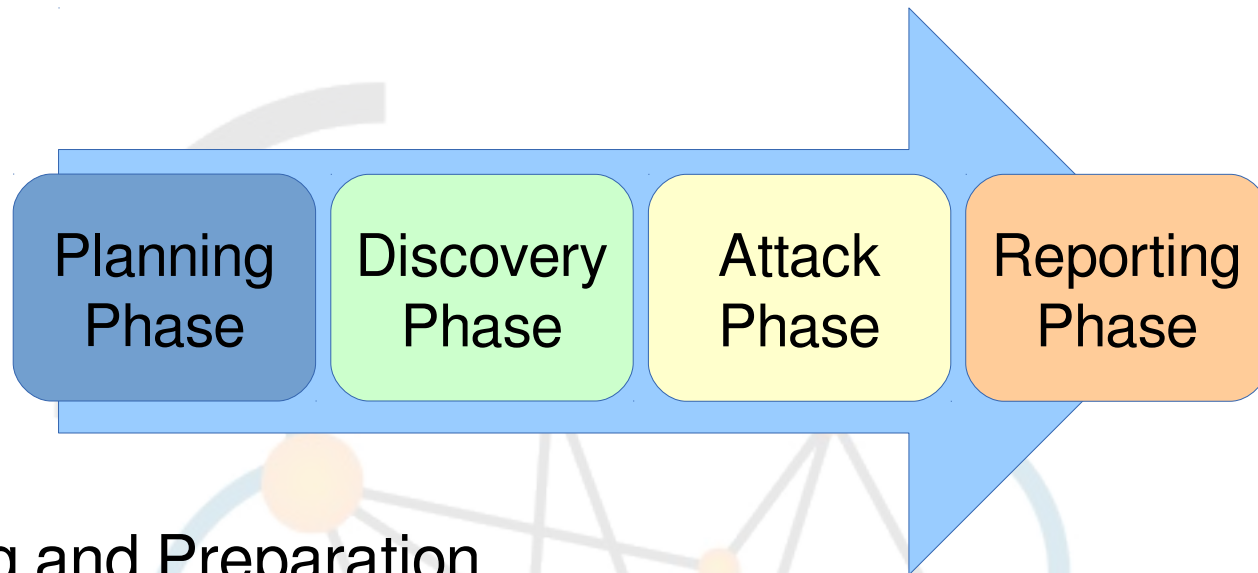 Planning
Phase
Discovery
Phase
Attack
Phase
Reporting
Phase
and Preparation